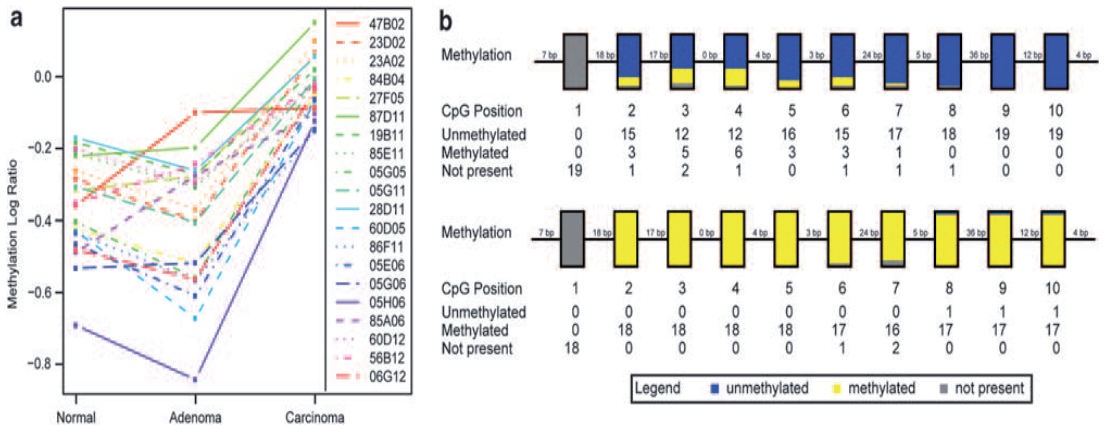 a
Methylation Log Ratio
0.0
−0.2
−0.4
−0.6
−0.8
Normal Adenoma Carcinoma
47B02
23D02
23A02
84B04
27F05
87D11
19B11
85E11
05G05
05G11
28D11
60D05
86F11
05E06
05G06
05H06
85A06
60D12
56B12
06G12
b
Methylation 7 bp 18 bp 17 bp 0 bp 4 bp 3 bp 24 bp 5 bp 36 bp 12 bp 4 bp
CpG Position 1 2 3 4 5 6 7 8 9 10
Unmethylated 0 15 12 12 16 15 17 18 19 19
Methylated 0 3 5 6 3 3 1 0 0 0
Not present 19 1 2 1 0 1 1 1 0 0
Methylation 7 bp 18 bp 17 bp 0 bp 4 bp 3 bp 24 bp 5 bp 36 bp 12 bp 4 bp
CpG Position 1 2 3 4 5 6 7 8 9 10
Unmethylated 0 0 0 0 0 0 0 1 1 1
Methylated 0 18 18 18 18 17 16 17 17 17
Not present 18 0 0 0 0 1 2 0 0 0
Legend unmethylated methylated not present